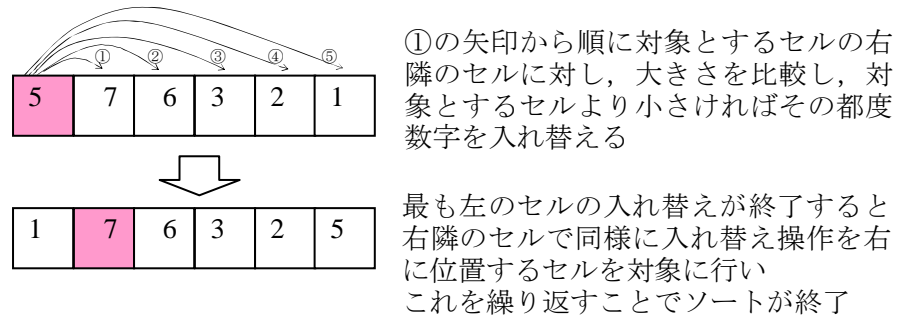 ① ② ③ ④ ⑤
5 7 6 3 2 1
①の矢印から順に対象とするセルの右
隣のセルに対し，大きさを比較し，対
象とするセルより小さければその都度
数字を入れ替える
1 7 6 3 2 5
最も左のセルの入れ替えが終了すると
右隣のセルで同様に入れ替え操作を右
に位置するセルを対象に行い
これを繰り返すことでソートが終了